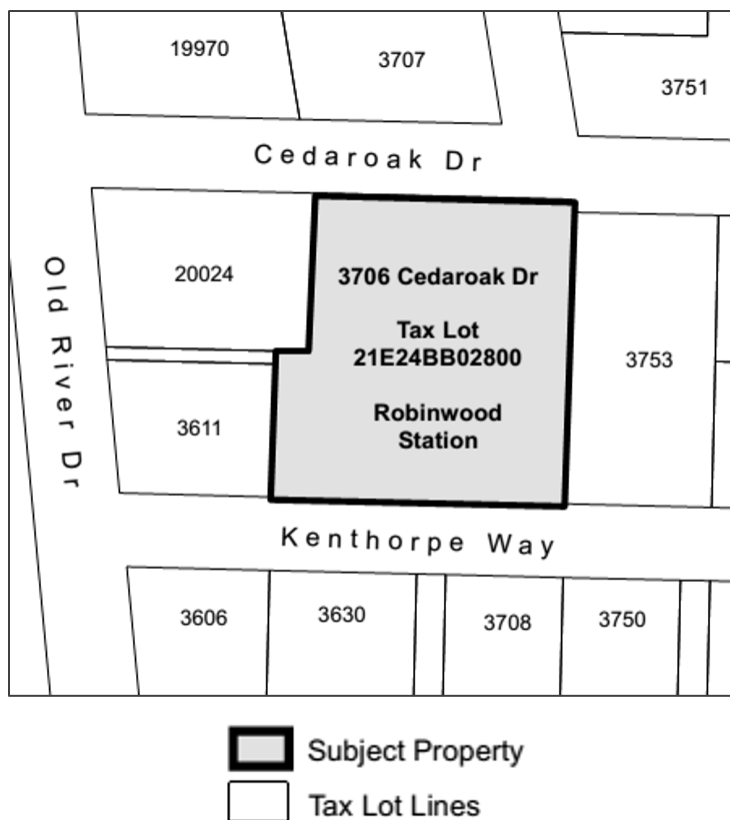 19970
3707
3751
Cedaroak Dr
Old River Dr
20024
3706 Cedaroak Dr
Tax Lot
21E24BB02800
3753
Robinwood
Station
3611
Kenthorpe Way
3606
3630
3708
3750
Subject Property
Tax Lot Lines